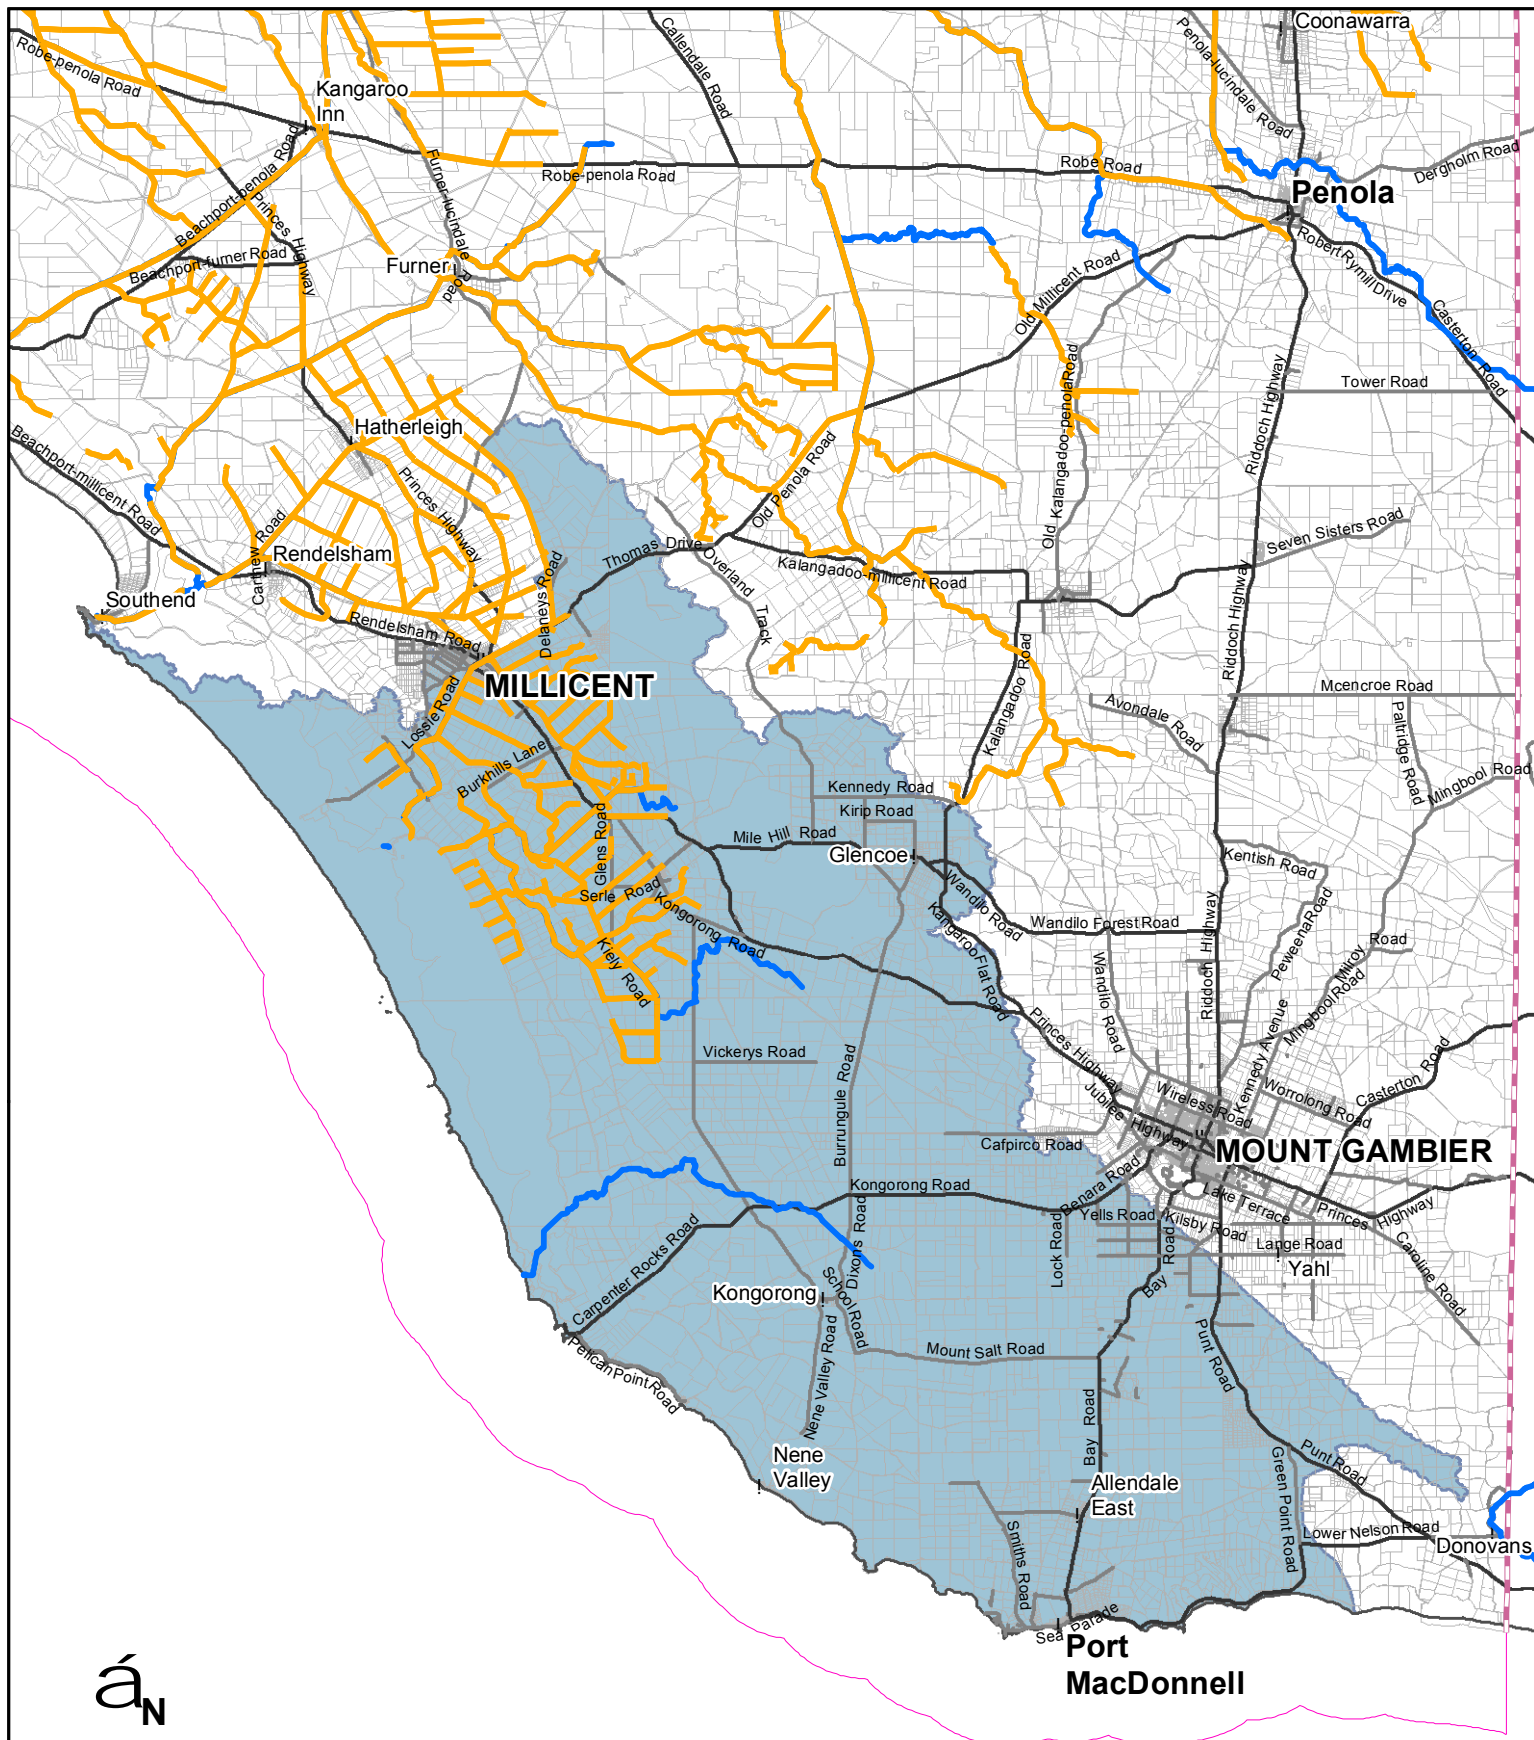 Coonawarra
Penola-lucindale Road
Callendale Road
Robe-penola Road
Kangaroo
Inn
Beachport-penola Road
Furner-lucindale
Road
Robe-penola Road
Robe Road
Dergholm Road
Penola
Princes Highway
Beachport-furner Road
Furner
Old Millicent Road
Robert Rymill Drive
Casterton Road
Old Kalangadoo-penola Road
Riddoch Highway
Tower Road
Hatherleigh
Beachport-millicent Road
Princes Highway
Old Penola Road
Carthew Road
Rendelsham
Seven Sisters Road
Thomas Drive
Overland
Track
Kalangadoo-millicent Road
Southend
Rendelsham Road
Delaneys Road
Riddoch Highway
MILLICENT
Mcencroe Road
Lossie Road
Kalangadoo Road
Avondale Road
Paltridge Road
Burkhills Lane
Kennedy Road
Mingbool Road
Kirip Road
Glens Road
Mile Hill Road
Glencoe
Kentish Road
Serle Road
Wandilo Road
Kongorong Road
Kangaroo Flat Road
Wandilo Forest Road
Riddoch Highway
Peweena Road
Milroy Road
Kiely Road
Wandilo Road
Mingbool Road
Princes Highway
Vickerys Road
Burrungule Road
Kennedy Avenue
Casterton Road
Jubilee Highway
Wireless Road
Worrolong Road
Cafpirco Road
MOUNT GAMBIER
Benara Road
Kongorong Road
Lake Terrace
Princes Highway
Yells Road
Kilsby Road
Carpenter Rocks Road
Dixons Road
Lock Road
Bay Road
Lange Road
Yahl
Caroline Road
Kongorong
School Road
Punt Road
Pelican Point Road
Nene Valley Road
Mount Salt Road
Bay Road
Nene
Valley
Green Point Road
Punt Road
Allendale
East
Smiths Road
Lower Nelson Road
Donovans
Sea Parade
Port
MacDonnell
á
N